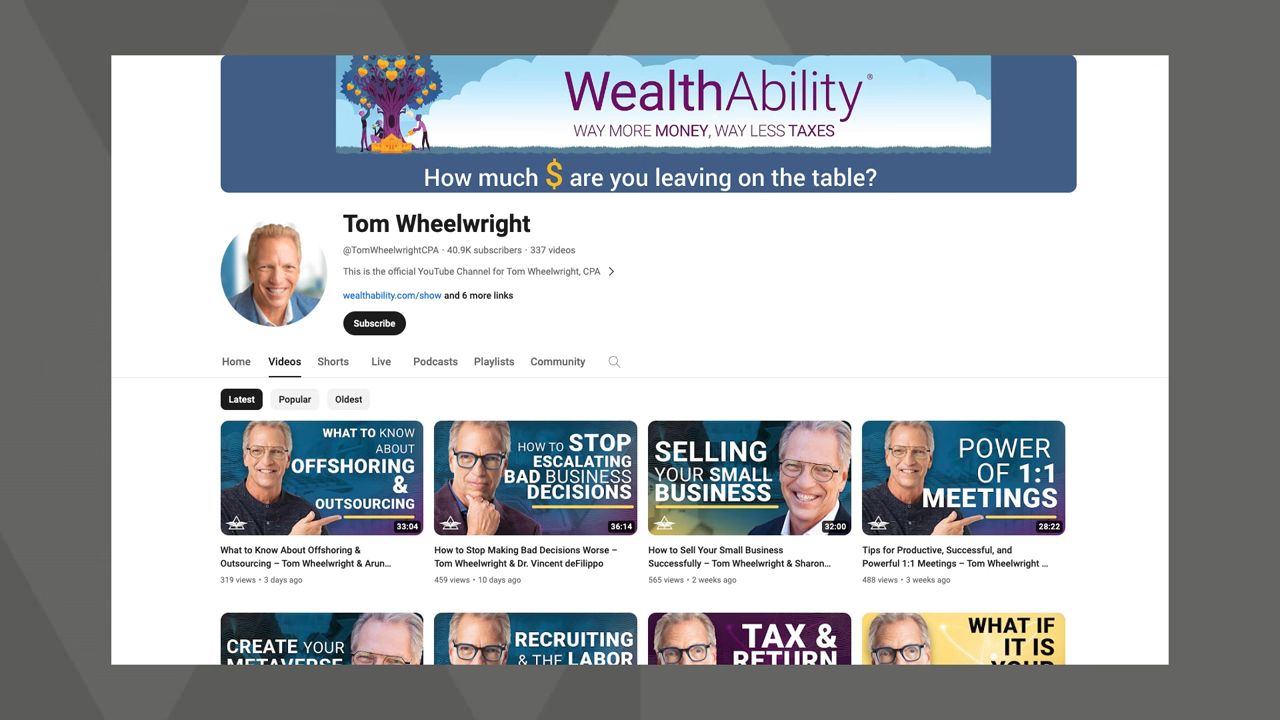 WealthAbility®
WAY MORE MONEY, WAY LESS TAXES
How much $ are you leaving on the table?
Tom Wheelwright
@TomWheelwrightCPA · 40.9K subscribers · 337 videos
This is the official YouTube Channel for Tom Wheelwright, CPA
wealthability.com/show and 6 more links
Subscribe
Home Videos Shorts Live Podcasts Playlists Community
Latest Popular Oldest
WHAT TO KNOW
ABOUT
OFFSHORING
&
OUTSOURCING
33:04
HOW TO STOP
ESCALATING
BAD BUSINESS
DECISIONS
36:14
SELLING
YOUR SMALL
BUSINESS
32:00
POWER
OF 1:1
MEETINGS
28:22
What to Know About Offshoring &
Outsourcing – Tom Wheelwright & Arun...
319 views • 3 days ago
How to Stop Making Bad Decisions Worse –
Tom Wheelwright & Dr. Vincent deFilippo
459 views • 10 days ago
How to Sell Your Small Business
Successfully – Tom Wheelwright & Sharon...
565 views • 2 weeks ago
Tips for Productive, Successful, and
Powerful 1:1 Meetings – Tom Wheelwright ...
488 views • 3 weeks ago
CREATE YOUR
METAVERSE
RECRUITING
& THE LABOR
TAX &
RETURN
WHAT IF
IT IS
YOUR